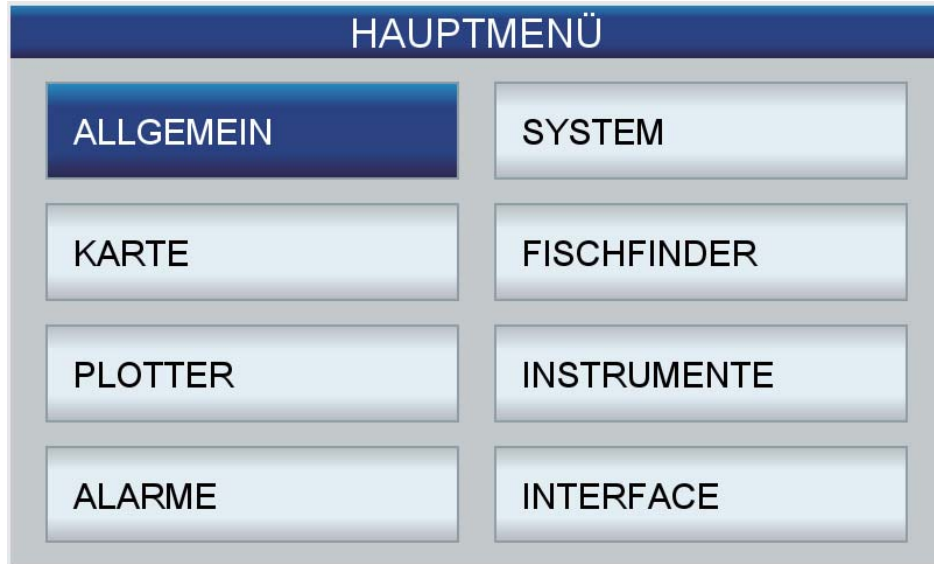 HAUPTMENÜ
ALLGEMEIN
SYSTEM
KARTE
FISCHFINDER
PLOTTER
INSTRUMENTE
ALARME
INTERFACE